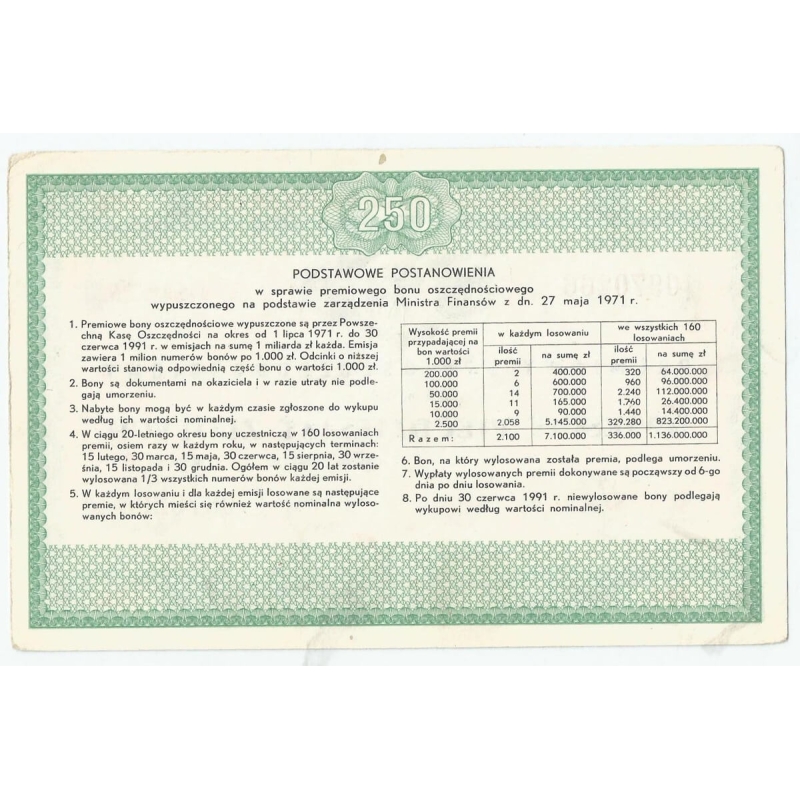 250
PODSTAWOWE POSTANOWIENIA
w sprawie premiowego bonu oszczędnościowego
wypuszczonego na podstawie zarządzenia Ministra Finansów z dn. 27 maja 1971 r.
1. Premiowe bony oszczędnościowe wypuszczone są przez Powsze-
chną Kasę Oszczędności na okres od 1 lipca 1971 r. do 30
czerwca 1991 r. w emisjach na sumę 1 miliarda zł każda. Emisja
zawiera 1 milion numerów bonów po 1.000 zł. Odcinki o niższej
wartości stanowią odpowiednią część bonu o wartości 1.000 zł.
2. Bony są dokumentami na okaziciela i w razie utraty nie podle-
gają umorzeniu.
3. Nabyte bony mogą być w każdym czasie zgłoszone do wykupu
według ich wartości nominalnej.
4. W ciągu 20-letniego okresu bony uczestniczą w 160 losowaniach
premii, osiem razy w każdym roku, w następujących terminach:
15 lutego, 30 marca, 15 maja, 30 czerwca, 15 sierpnia, 30 wrze-
śnia, 15 listopada i 30 grudnia. Ogółem w ciągu 20 lat zostanie
wylosowana 1/3 wszystkich numerów bonów każdej emisji.
5. W każdym losowaniu i dla każdej emisji losowane są następujące
premie, w których mieści się również wartość nominalna wyloso-
wanych bonów:
Wysokość premii przypadającej na bon wartości 1.000 zł
w każdym losowaniu
we wszystkich 160 losowaniach
ilość premii na sumę zł ilość premii na sumę zł
200.000 2 400.000 320 64.000.000
100.000 6 600.000 960 96.000.000
50.000 14 700.000 2.240 112.000.000
15.000 11 165.000 1.760 26.400.000
10.000 9 90.000 1.440 14.400.000
2.500 2.058 5.145.000 329.280 823.200.000
Razem: 2.100 7.100.000 336.000 1.136.000.000
6. Bon, na który wylosowana została premia, podlega umorzeniu.
7. Wypłaty wylosowanych premii dokonywane są począwszy od 6-go
dnia po dniu losowania.
8. Po dniu 30 czerwca 1991 r. niewylosowane bony podlegają
wykupowi według wartości nominalnej.